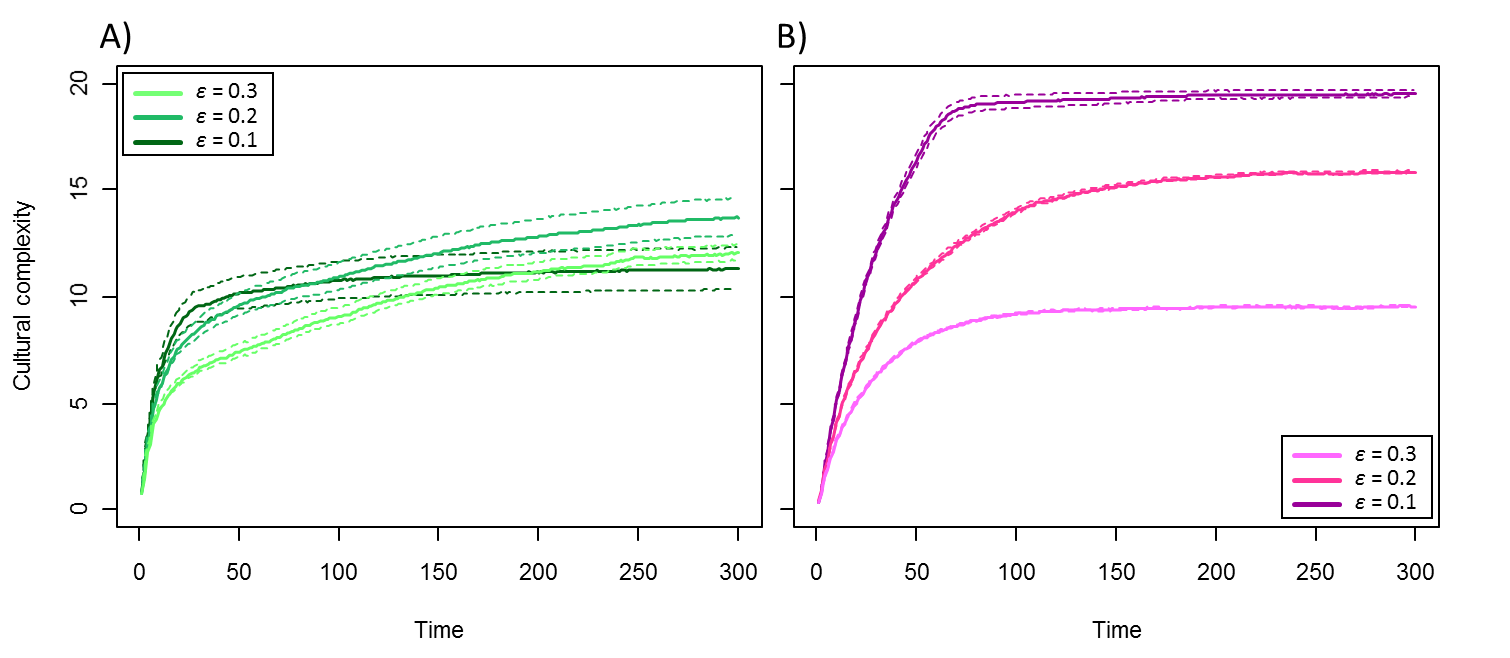 A)
B)
Cultural complexity
20
15
10
5
0
ε = 0.3
ε = 0.2
ε = 0.1
ε = 0.3
ε = 0.2
ε = 0.1
0 50 100 150 200 250 300
0 50 100 150 200 250 300
Time
Time